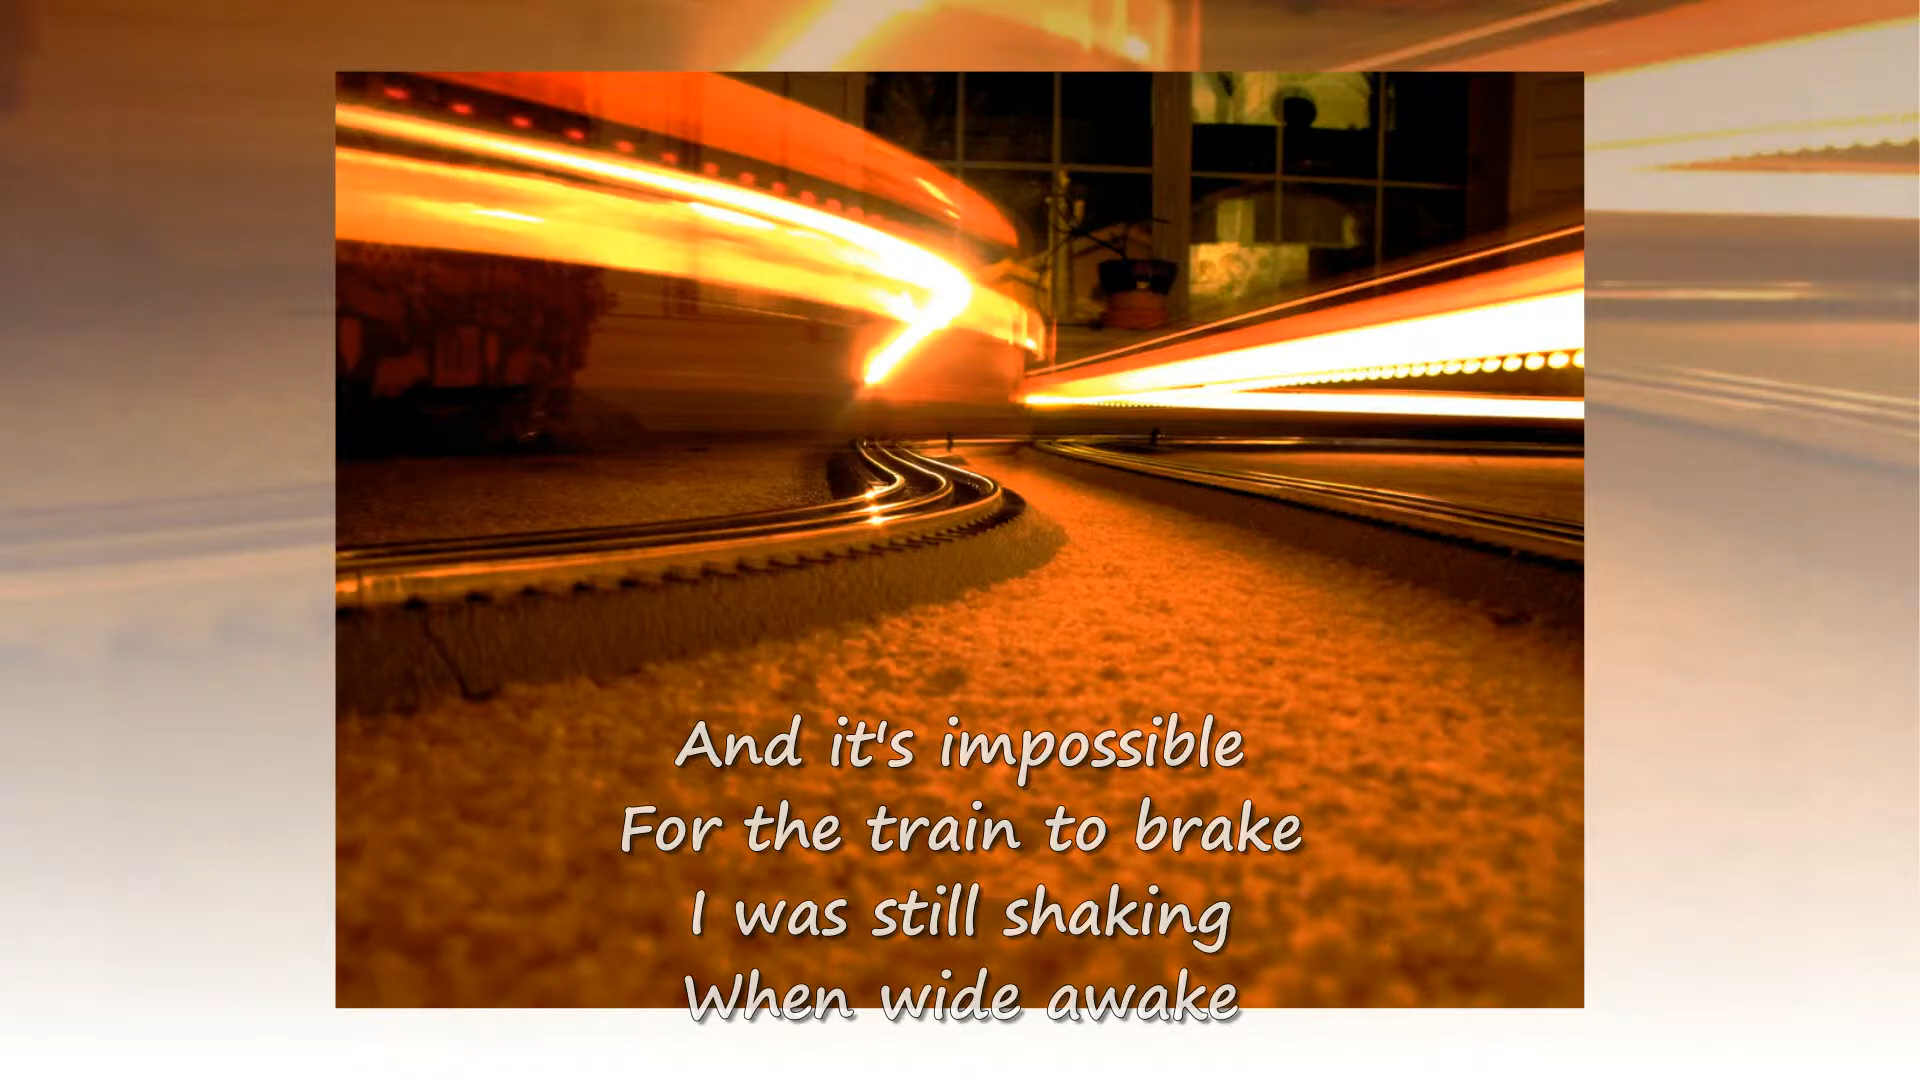 And it's impossible
For the train to brake
I was still shaking
When wide awake